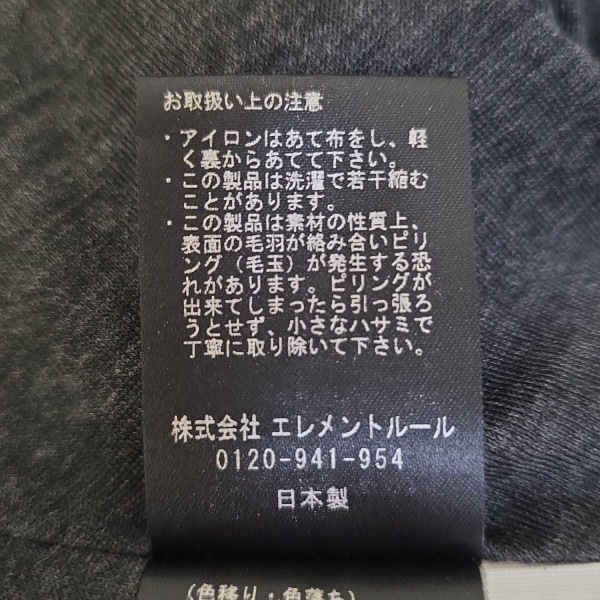 お取扱い上の注意
・アイロンはあて布をし、軽
く裏からあてて下さい。
・この製品は洗濯で若干縮む
ことがあります。
・この製品は素材の性質上、
表面の毛羽が絡み合いピリ
ング（毛玉）が発生する恐
れがあります。ピリングが
出来てしまったら引っ張ろ
うとせず、小さなハサミで
丁寧に取り除いて下さい。
株式会社 エレメントルール
0120-941-954
日本製
(色移り・色落ち)